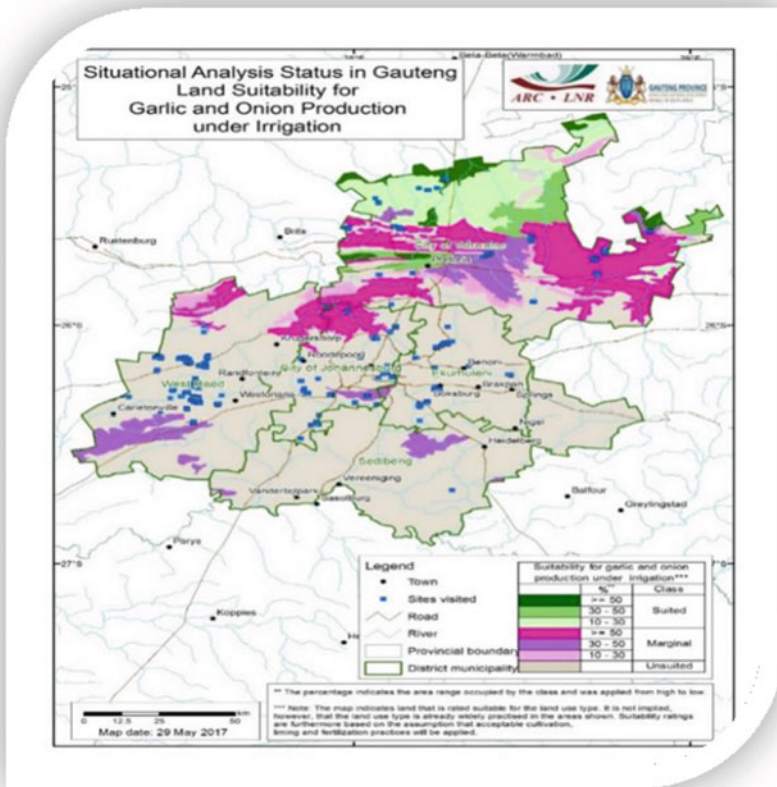 Bela-Bela(Warmbad)
Situational Analysis Status in Gauteng
Land Suitability for
Garlic and Onion Production
under Irrigation
ARC • LNR
GAUTENG PROVINCE
Rustenburg
Brits
City of Tshwane
Pretoria
26°S
26°S
Krugersdorp
Roodepoort
Randfontein
City of Johannesburg
Ekurhuleni
Benoni
West Rand
Westonaria
Boksburg
Brakpan
Springs
Carletonville
Nigel
Heidelberg
Sedibeng
Vereeniging
Vanderbijlpark
Sasolburg
Balfour
Greylingstad
Parys
27°S
Koppies
Legend
Town
Sites visited
Road
River
Provincial boundary
District municipality
Suitability for garlic and onion
production under irrigation***
%** Class
>= 50
30 - 50 Suited
10 - 30
>= 50
30 - 50 Marginal
10 - 30
Unsuited
** The percentage indicates the area range occupied by the class and was applied from high to low.
*** Note: The map indicates land that is rated suitable for the land use type. It is not implied,
however, that the land use type is already widely practised in the areas shown. Suitability ratings
are furthermore based on the assumption that acceptable cultivation,
liming and fertilization practices will be applied.
km
0 12.5 25 50
Map date: 29 May 2017